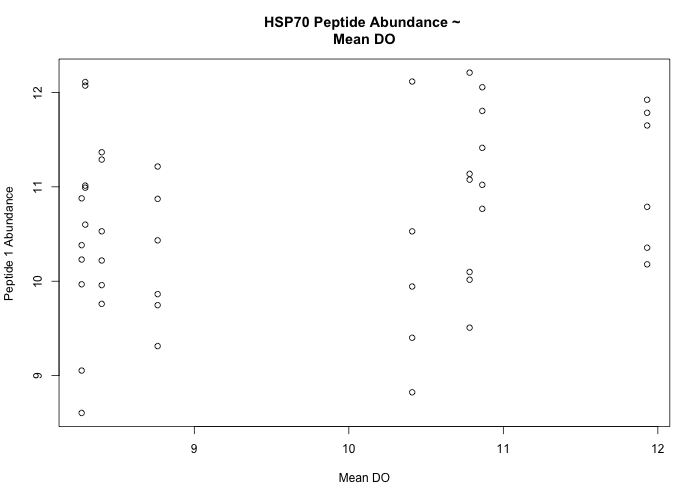 HSP70 Peptide Abundance ~
Mean DO
12
11
10
9
Peptide 1 Abundance
9 10 11 12
Mean DO